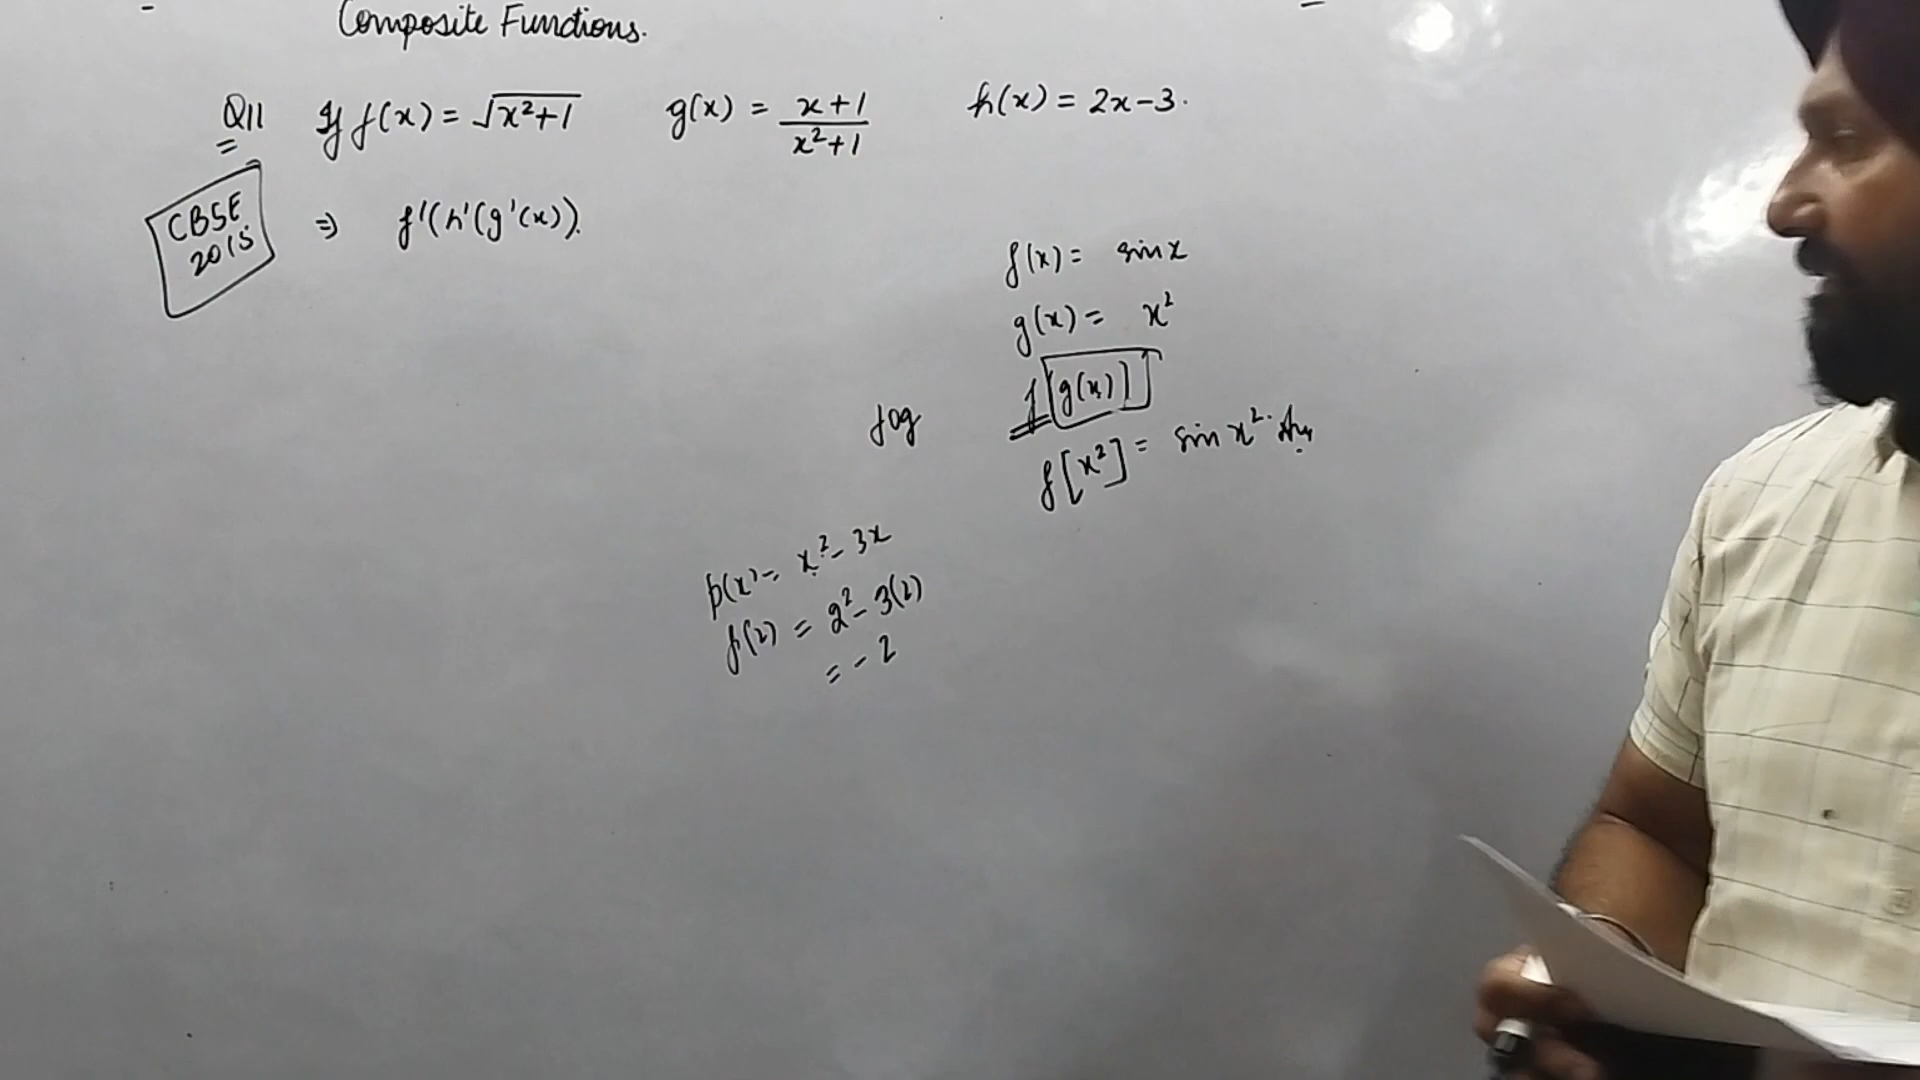 Composite Functions.
Q11 If f(x) = √x²+1 g(x) = x+1/x²+1 h(x) = 2x-3.
CBSE
2015
⇒ f'(h'(g'(x)).
f(x) = sin x
g(x) = x²
fog f[g(x)]
f[x²] = sin x². Ans
p(x) = x² - 3x
p(2) = 2² - 3(2)
= - 2